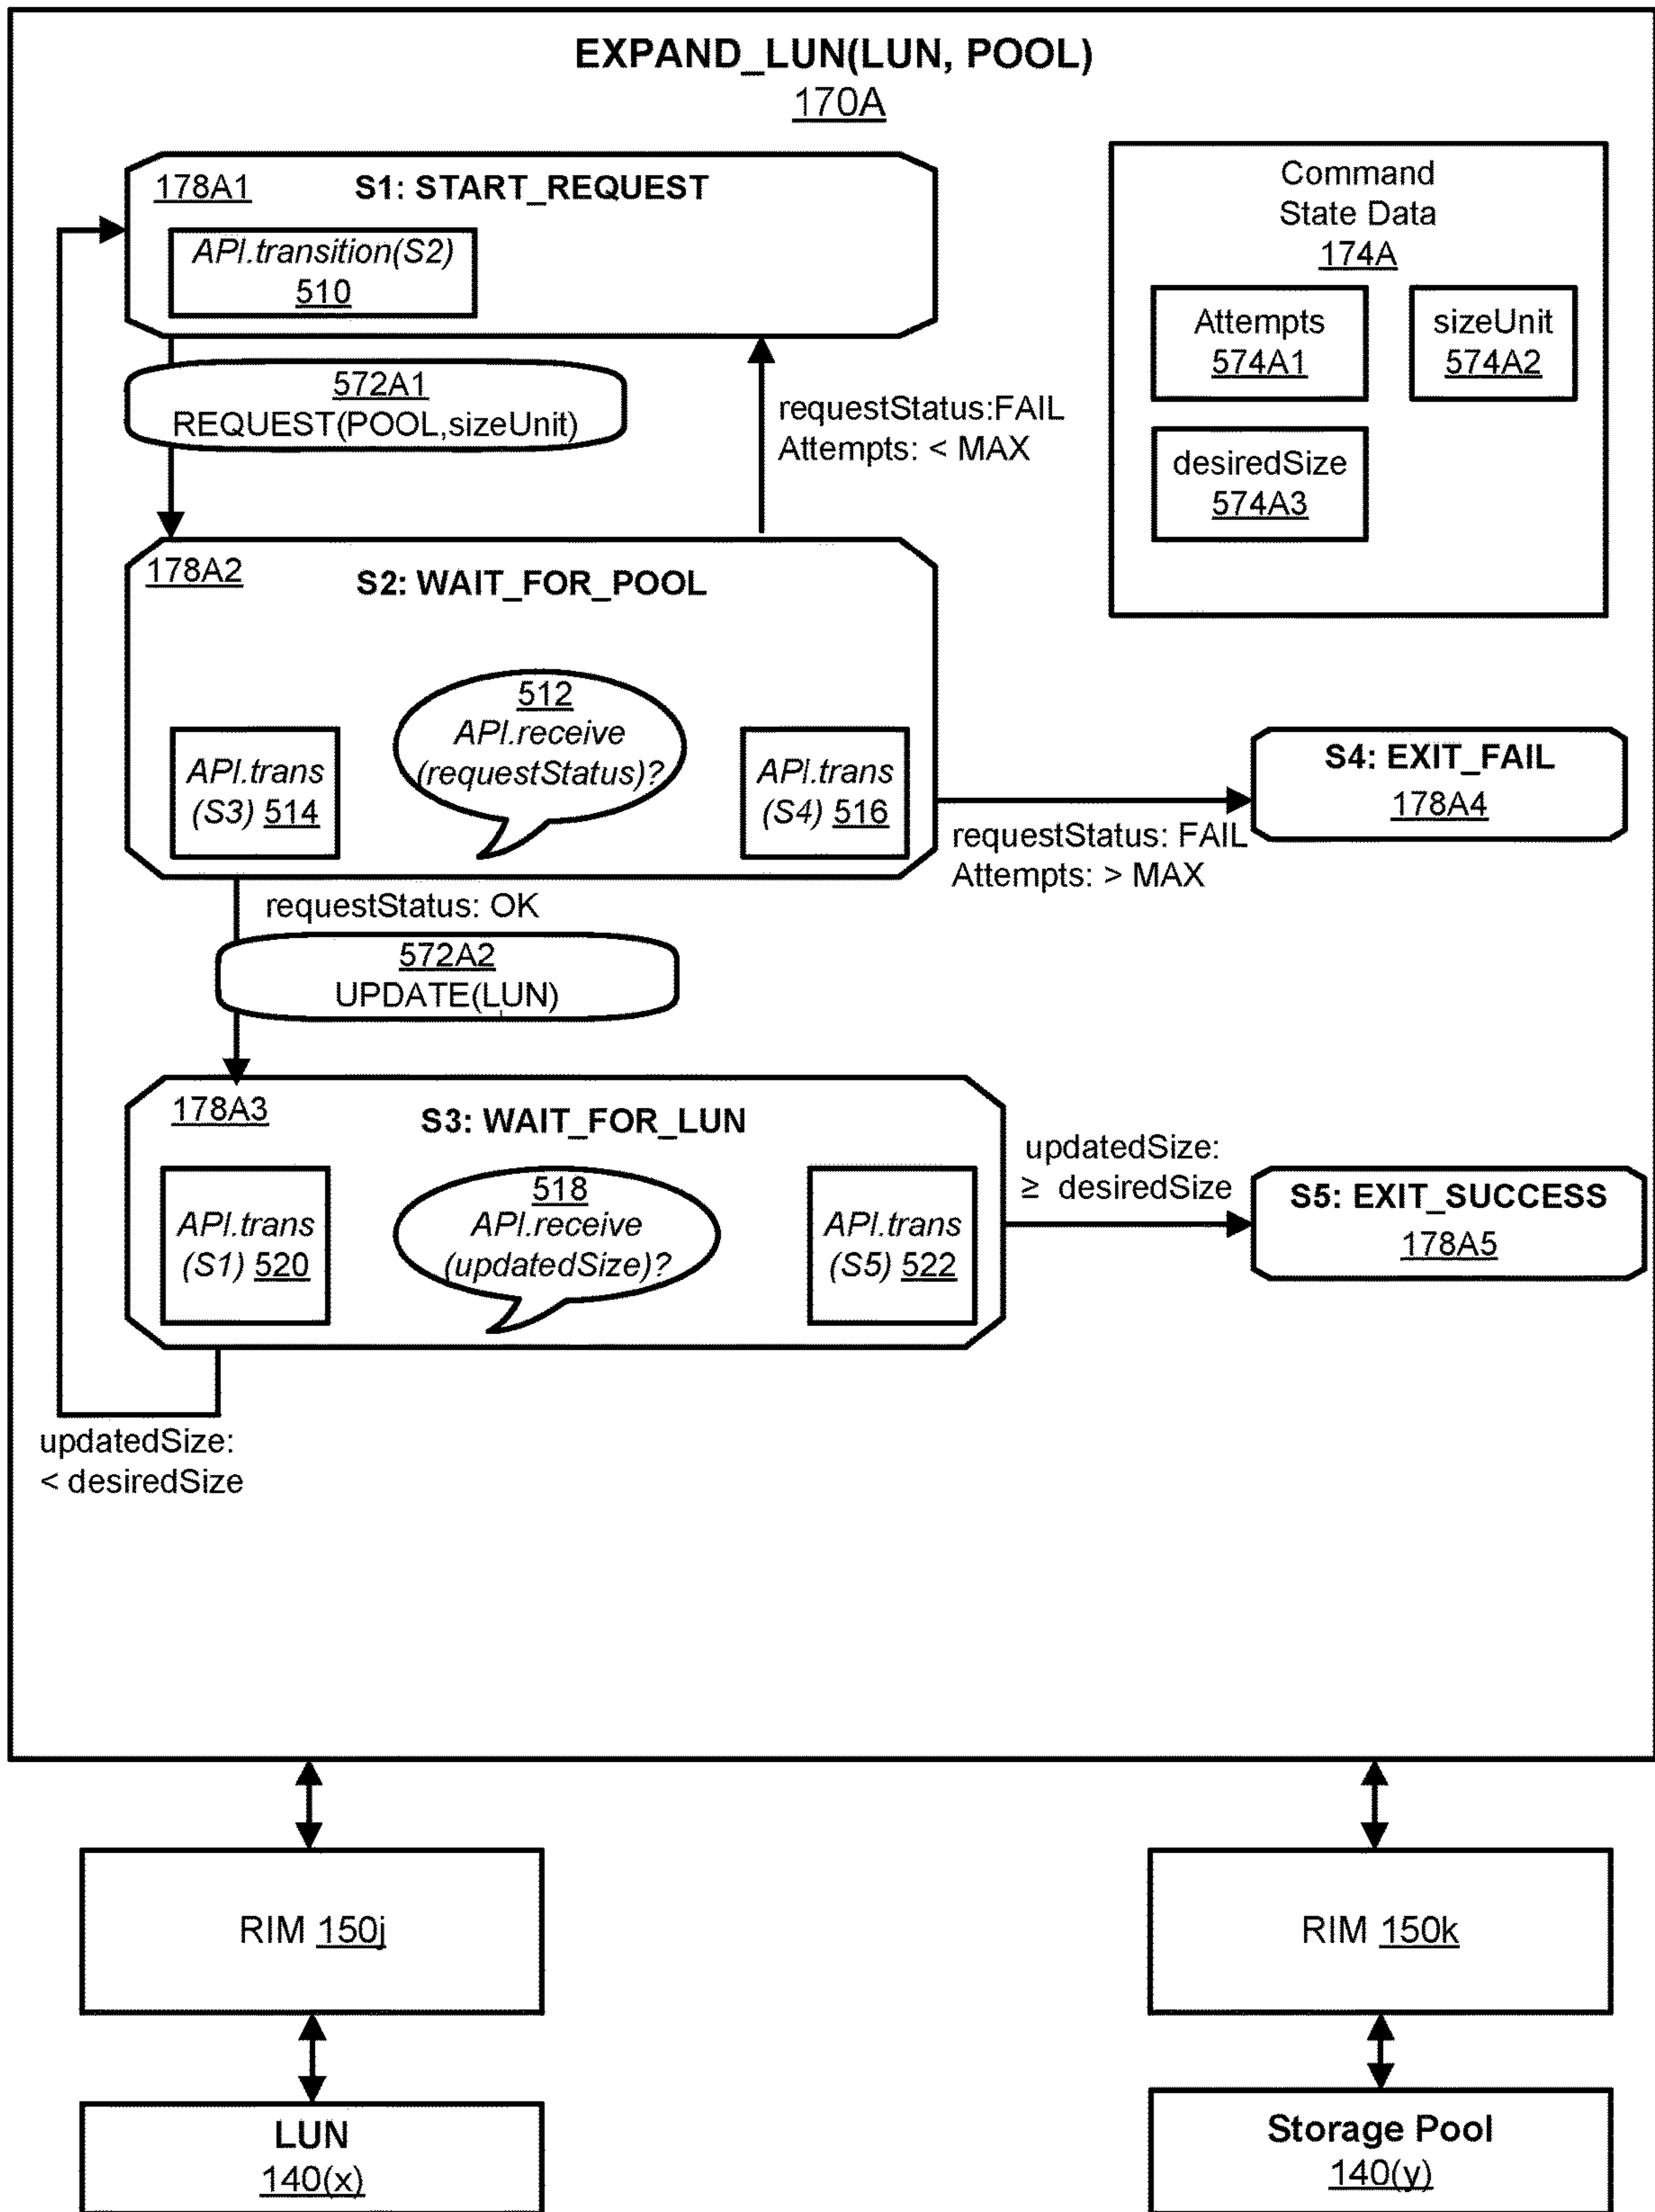 EXPAND_LUN(LUN, POOL)
170A
178A1
S1: START_REQUEST
API.transition(S2)
510
572A1
REQUEST(POOL,sizeUnit)
requestStatus:FAIL
Attempts: < MAX
Command
State Data
174A
Attempts
574A1
sizeUnit
574A2
desiredSize
574A3
178A2
S2: WAIT_FOR_POOL
512
API.receive
(requestStatus)?
API.trans
(S3) 514
API.trans
(S4) 516
requestStatus: FAIL
Attempts: > MAX
S4: EXIT_FAIL
178A4
requestStatus: OK
572A2
UPDATE(LUN)
178A3
S3: WAIT_FOR_LUN
API.trans
(S1) 520
518
API.receive
(updatedSize)?
API.trans
(S5) 522
updatedSize:
≥ desiredSize
S5: EXIT_SUCCESS
178A5
updatedSize:
< desiredSize
RIM 150j
RIM 150k
LUN
140(x)
Storage Pool
140(y)